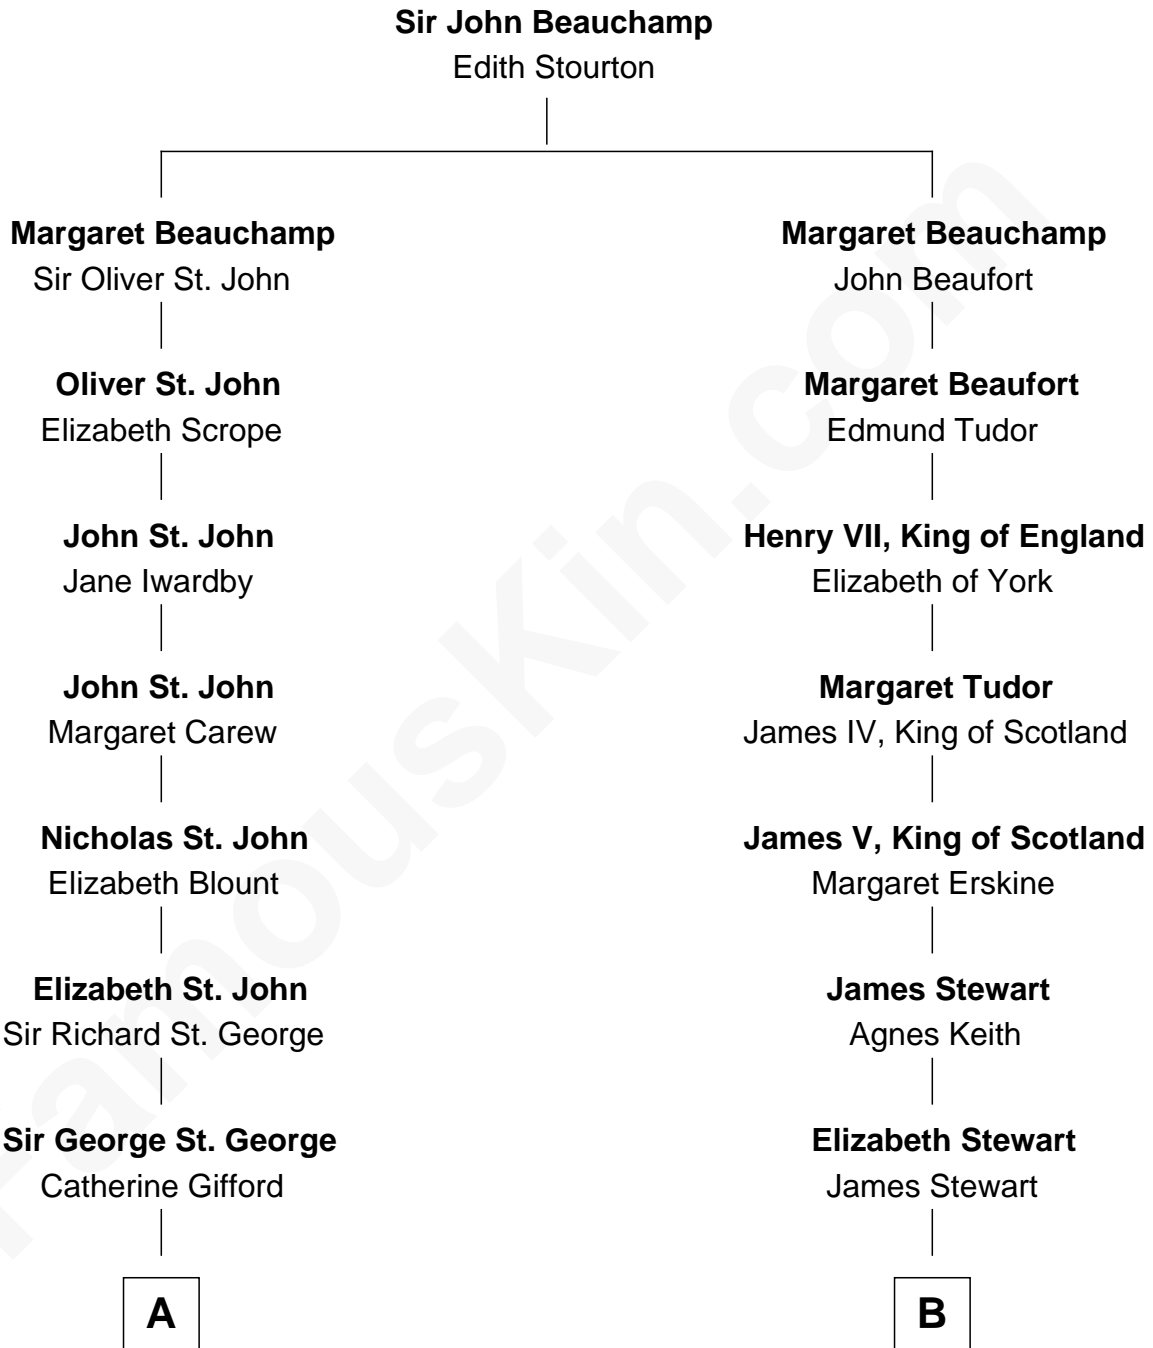 Sir John Beauchamp
Edith Stourton
Margaret Beauchamp
Sir Oliver St. John
Margaret Beauchamp
John Beaufort
Oliver St. John
Elizabeth Scrope
Margaret Beaufort
Edmund Tudor
John St. John
Jane Iwardby
Henry VII, King of England
Elizabeth of York
John St. John
Margaret Carew
Margaret Tudor
James IV, King of Scotland
Nicholas St. John
Elizabeth Blount
James V, King of Scotland
Margaret Erskine
Elizabeth St. John
Sir Richard St. George
James Stewart
Agnes Keith
Sir George St. George
Catherine Gifford
Elizabeth Stewart
James Stewart
A
B
FamousKin.com